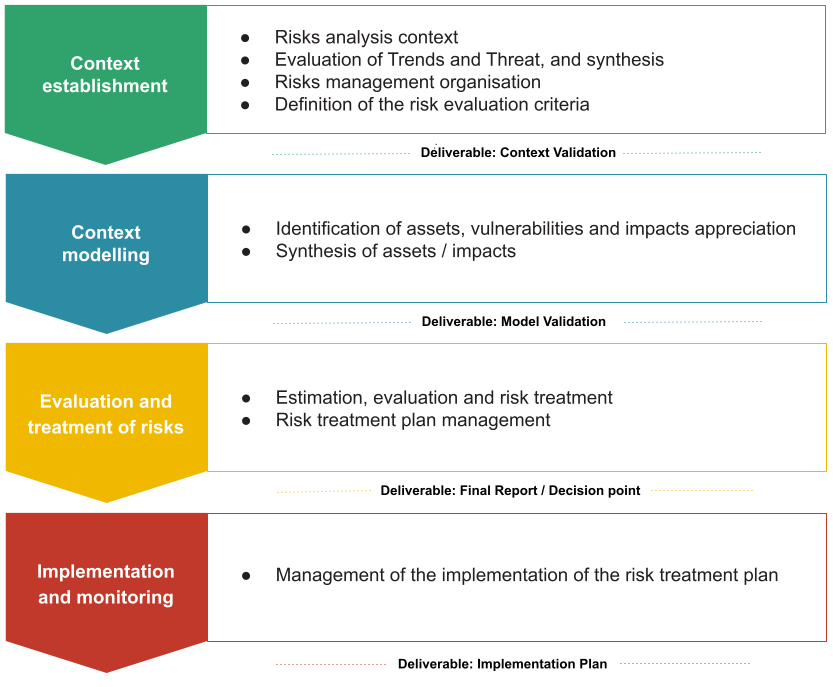 Context
establishment
● Risks analysis context
● Evaluation of Trends and Threat, and synthesis
● Risks management organisation
● Definition of the risk evaluation criteria
Deliverable: Context Validation
Context
modelling
● Identification of assets, vulnerabilities and impacts appreciation
● Synthesis of assets / impacts
Deliverable: Model Validation
Evaluation and
treatment of risks
● Estimation, evaluation and risk treatment
● Risk treatment plan management
Deliverable: Final Report / Decision point
Implementation
and monitoring
● Management of the implementation of the risk treatment plan
Deliverable: Implementation Plan